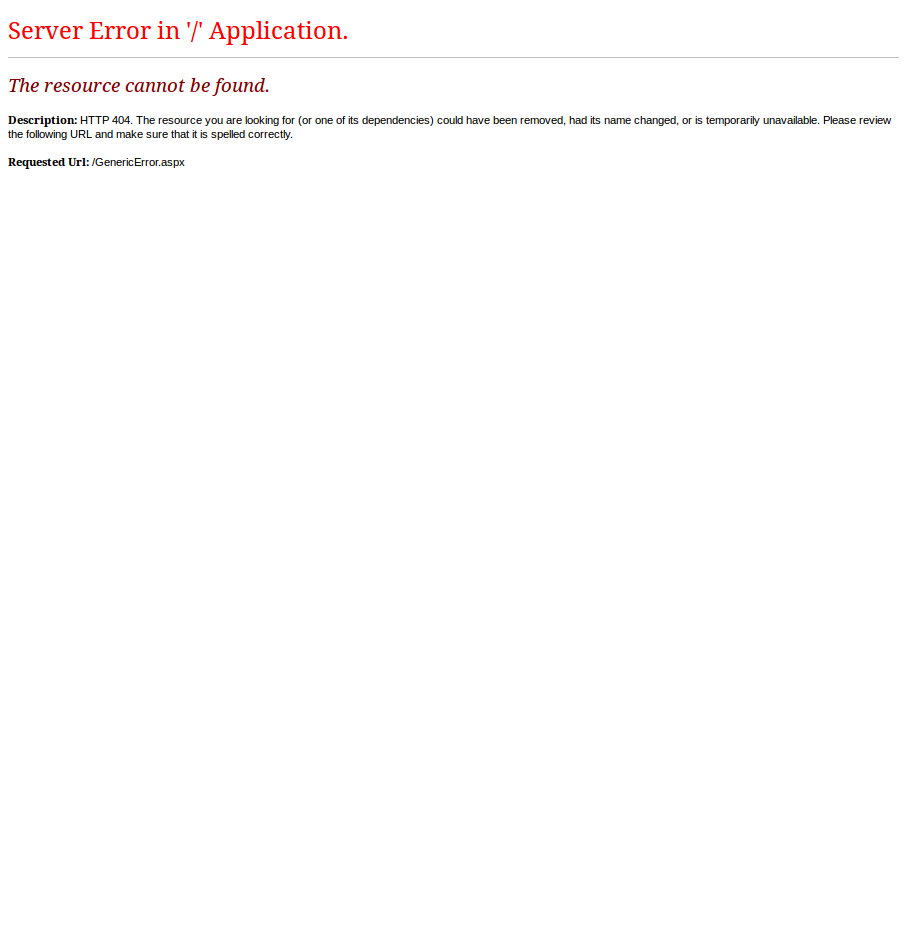 Server Error in '/' Application.
The resource cannot be found.
Description: HTTP 404. The resource you are looking for (or one of its dependencies) could have been removed, had its name changed, or is temporarily unavailable. Please review
the following URL and make sure that it is spelled correctly.
Requested Url: /GenericError.aspx